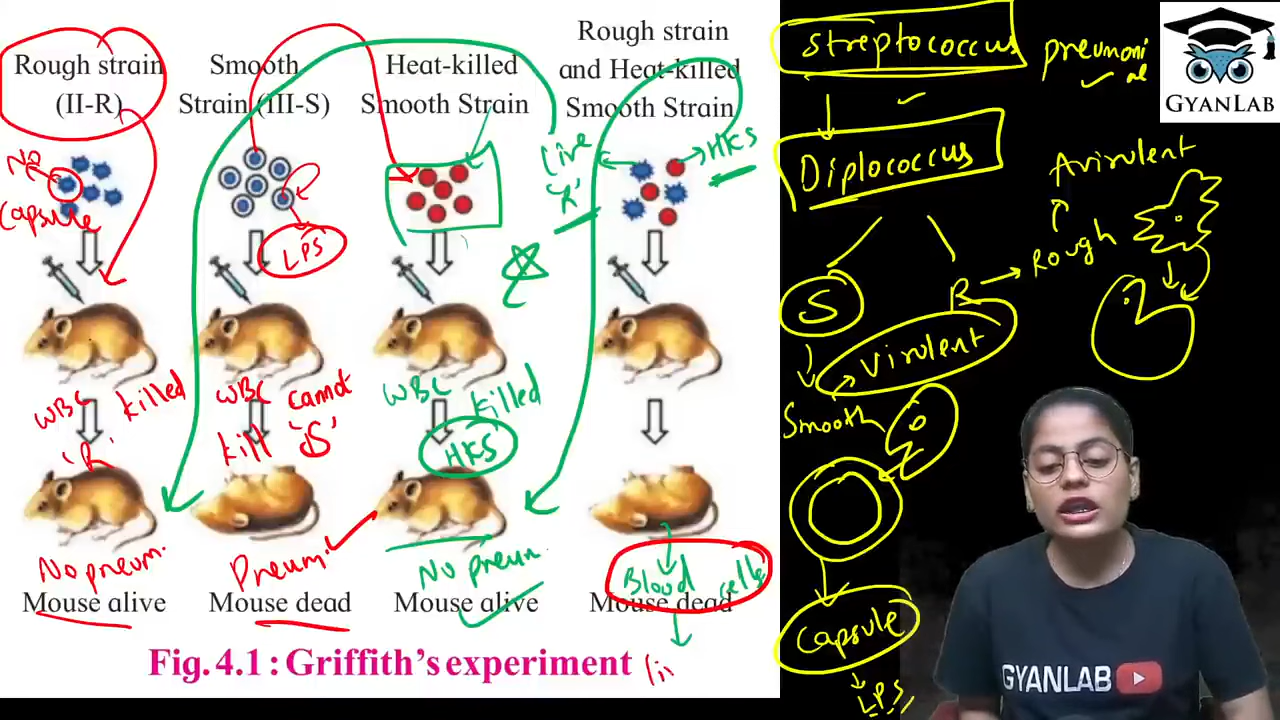 Rough strain
(II-R)
Smooth
Strain (III-S)
Heat-killed
Smooth Strain
Rough strain
and Heat-killed
Smooth Strain
No
Capsule
LPS
Live
'R'
HKS
WBC killed
'R'
WBC cannot
kill 'S'
WBC killed
HKS
No pneum.
Pneum.
No pneum.
Blood cells
Mouse alive
Mouse dead
Mouse alive
Mouse dead
Fig. 4.1 : Griffith's experiment
(li
Streptococcus
Diplococcus
S
R
Rough
Avirulent
Virulent
Smooth
Capsule
LPS
GYANLAB
GYANLAB